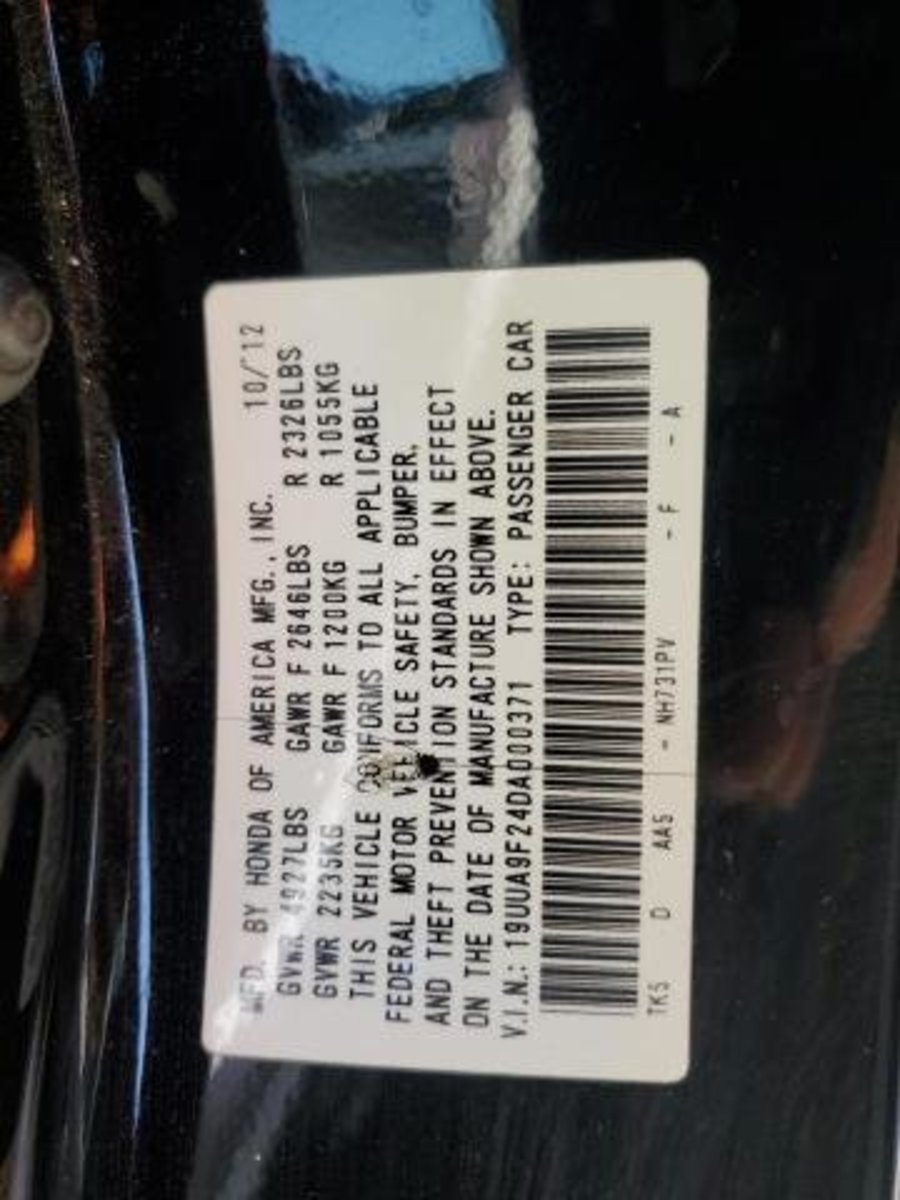 MFD. BY HONDA OF AMERICA MFG., INC. 10/12
GVWR 4927LBS GAWR F 2646LBS R 2326LBS
GVWR 2235KG GAWR F 1200KG R 1055KG
THIS VEHICLE CONFORMS TO ALL APPLICABLE
FEDERAL MOTOR VEHICLE SAFETY, BUMPER,
AND THEFT PREVENTION STANDARDS IN EFFECT
ON THE DATE OF MANUFACTURE SHOWN ABOVE.
V.I.N.: 19UUA9F24DA000371 TYPE: PASSENGER CAR
TK5 D AA5 - NH731PV - F - A